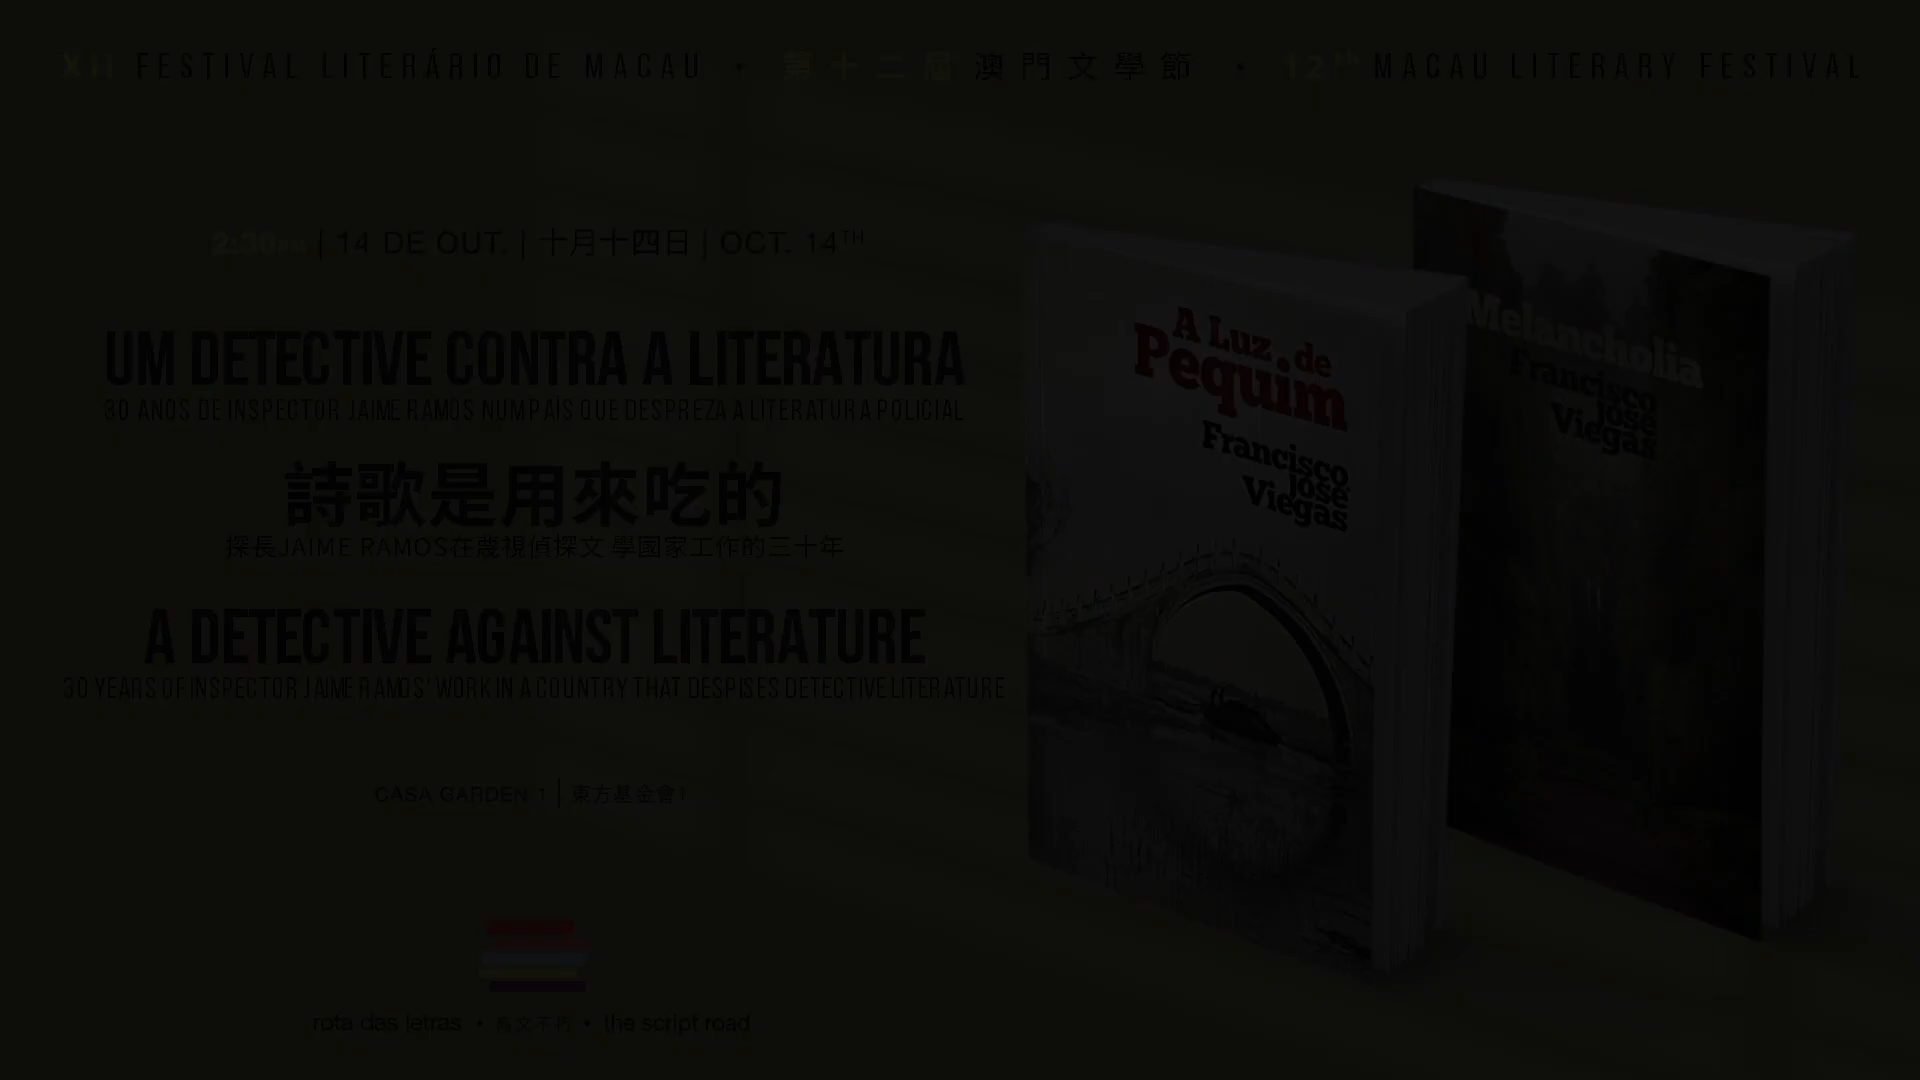 XII FESTIVAL LITERÁRIO DE MACAU • 第十二屆澳門文學節 • 12th MACAU LITERARY FESTIVAL
2:30PM | 14 DE OUT. | 十月十四日 | OCT. 14TH
UM DETECTIVE CONTRA A LITERATURA
30 ANOS DE INSPECTOR JAIME RAMOS NUM PAÍS QUE DESPREZA A LITERATURA POLICIAL
詩歌是用來吃的
探長JAIME RAMOS在蔑視偵探文 學國家工作的三十年
A DETECTIVE AGAINST LITERATURE
30 YEARS OF INSPECTOR JAIME RAMOS' WORK IN A COUNTRY THAT DESPISES DETECTIVE LITERATURE
CASA GARDEN 1 | 東方基金會1
rota das letras • 雋文不朽 • the script road
A Luz de
Pequim
Francisco
José
Viegas
Melancholia
Francisco
José
Viegas